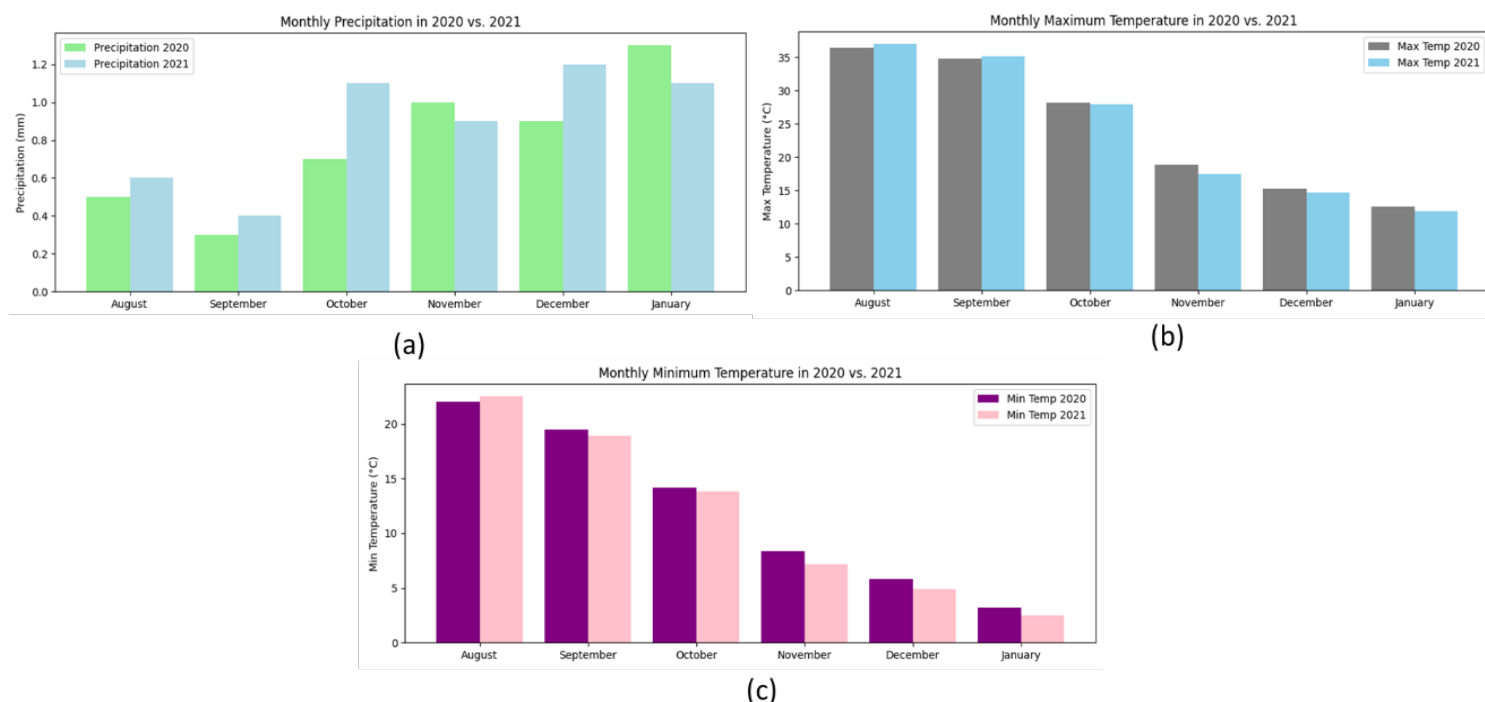 Monthly Precipitation in 2020 vs. 2021
Precipitation 2020
Precipitation 2021
Precipitation (mm)
1.2
1.0
0.8
0.6
0.4
0.2
0.0
August September October November December January
(a)
Monthly Maximum Temperature in 2020 vs. 2021
Max Temp 2020
Max Temp 2021
Max Temperature (°C)
35
30
25
20
15
10
5
0
August September October November December January
(b)
Monthly Minimum Temperature in 2020 vs. 2021
Min Temp 2020
Min Temp 2021
Min Temperature (°C)
20
15
10
5
0
August September October November December January
(c)